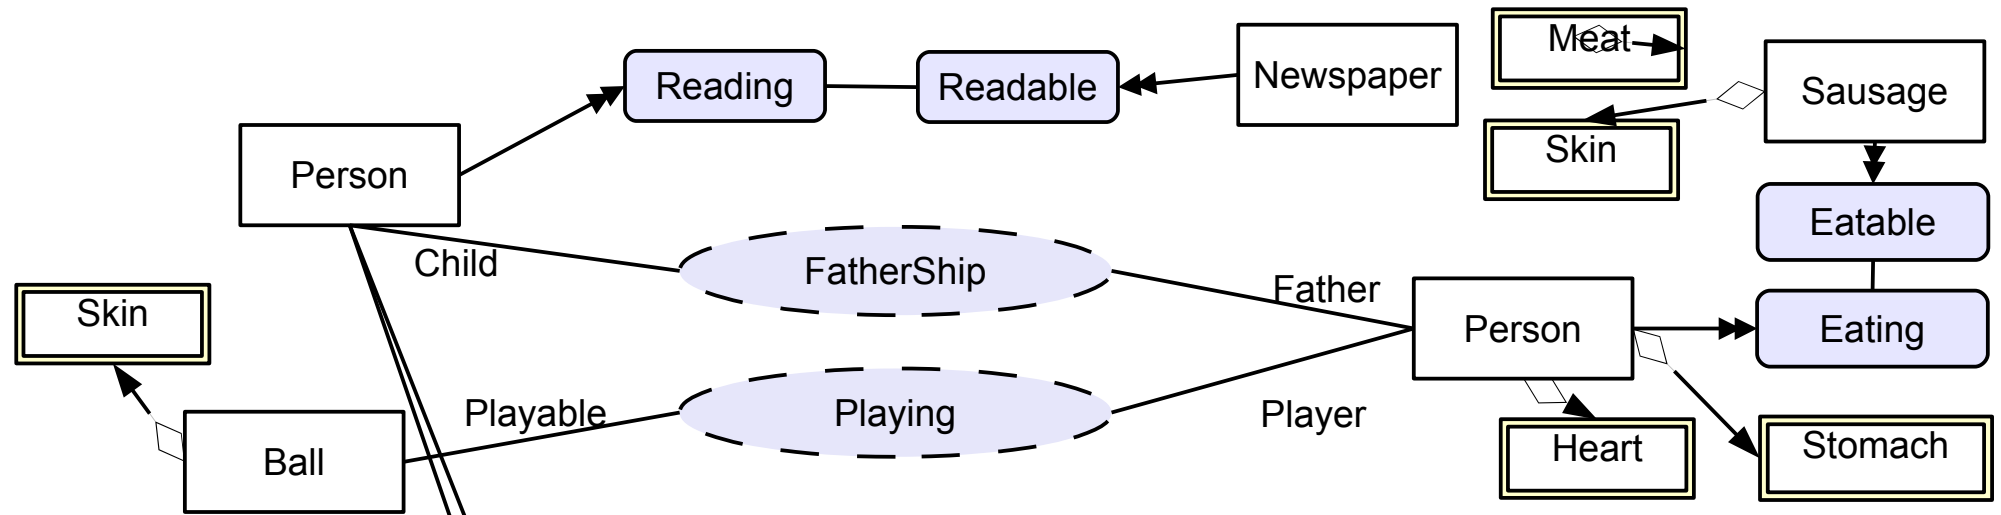 Meat
Reading
Readable
Newspaper
Sausage
Skin
Person
Eatable
Child
FatherShip
Father
Skin
Person
Eating
Playable
Playing
Player
Ball
Heart
Stomach